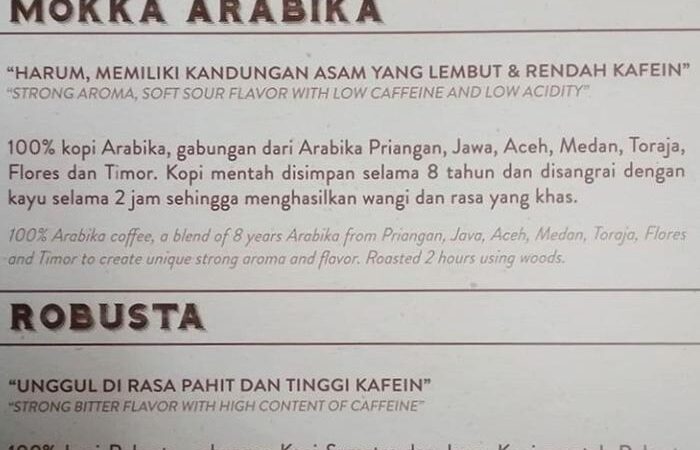 MOKKA ARABIKA
“HARUM, MEMILIKI KANDUNGAN ASAM YANG LEMBUT & RENDAH KAFEIN”
“STRONG AROMA, SOFT SOUR FLAVOR WITH LOW CAFFEINE AND LOW ACIDITY”
100% kopi Arabika, gabungan dari Arabika Priangan, Jawa, Aceh, Medan, Toraja,
Flores dan Timor. Kopi mentah disimpan selama 8 tahun dan disangrai dengan
kayu selama 2 jam sehingga menghasilkan wangi dan rasa yang khas.
100% Arabika coffee, a blend of 8 years Arabika from Priangan, Java, Aceh, Medan, Toraja, Flores
and Timor to create unique strong aroma and flavor. Roasted 2 hours using woods.
ROBUSTA
“UNGGUL DI RASA PAHIT DAN TINGGI KAFEIN”
“STRONG BITTER FLAVOR WITH HIGH CONTENT OF CAFFEINE”